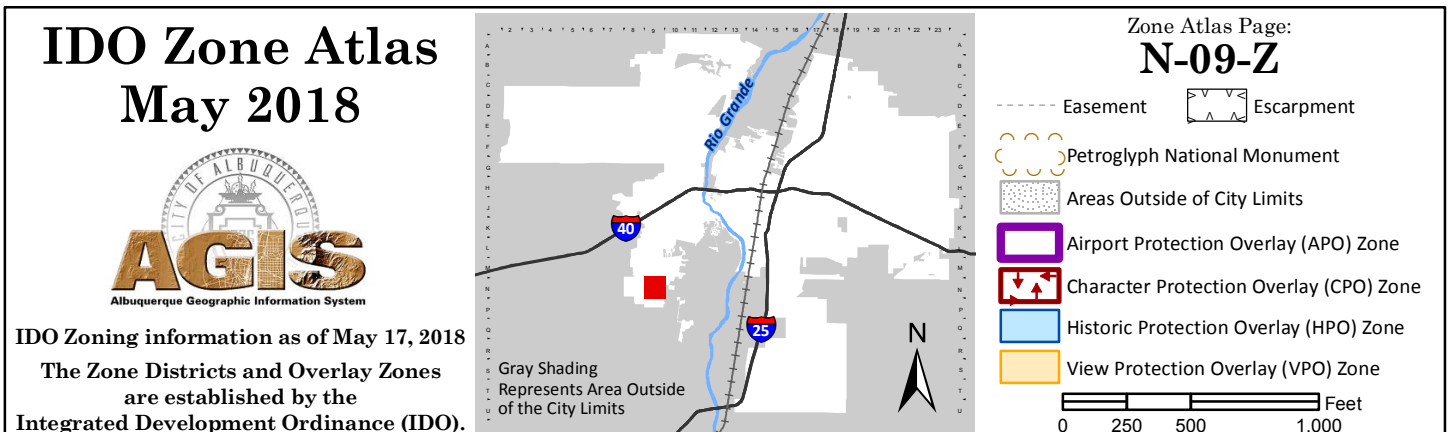 IDO Zone Atlas
May 2018
CITY OF ALBUQUERQUE
AGIS
Albuquerque Geographic Information System
IDO Zoning information as of May 17, 2018
The Zone Districts and Overlay Zones
are established by the
Integrated Development Ordinance (IDO).
Rio Grande
40
25
N
Gray Shading
Represents Area Outside
of the City Limits
Zone Atlas Page:
N-09-Z
Easement
Escarpment
Petroglyph National Monument
Areas Outside of City Limits
Airport Protection Overlay (APO) Zone
Character Protection Overlay (CPO) Zone
Historic Protection Overlay (HPO) Zone
View Protection Overlay (VPO) Zone
Feet
0 250 500 1,000